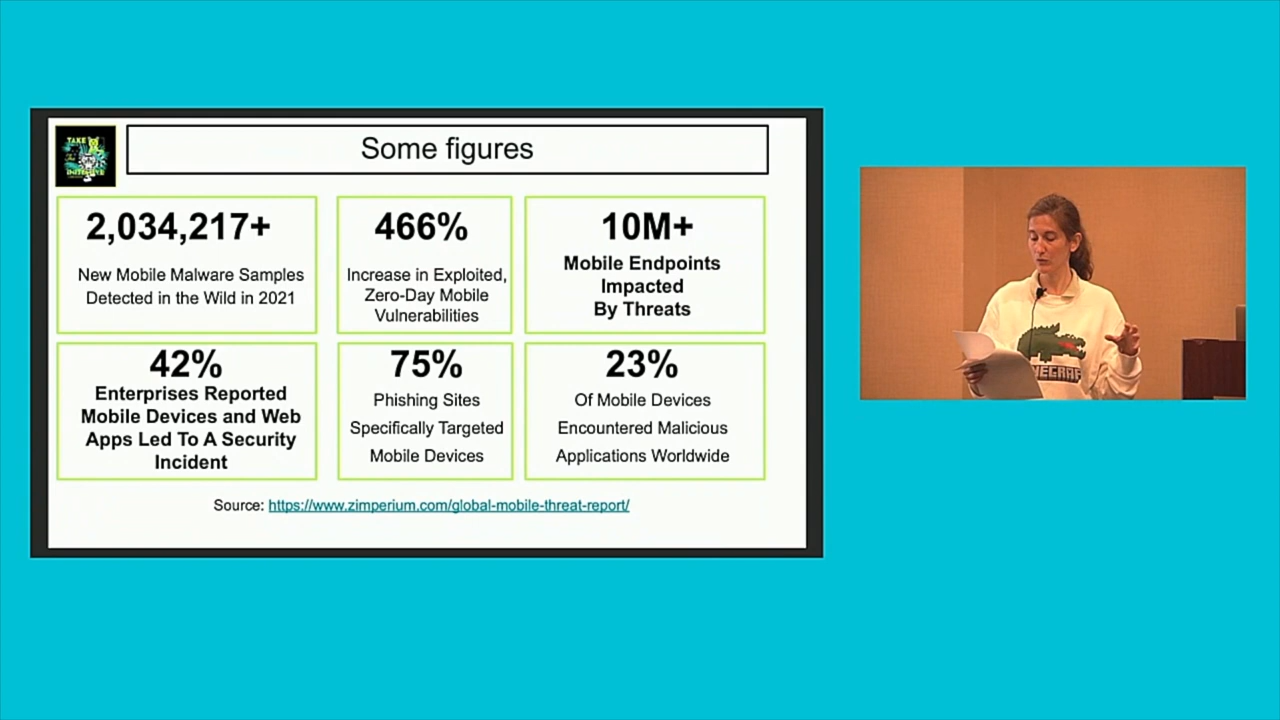 TAKE
INITIATIVE
Some figures
2,034,217+
New Mobile Malware Samples
Detected in the Wild in 2021
466%
Increase in Exploited,
Zero-Day Mobile
Vulnerabilities
10M+
Mobile Endpoints
Impacted
By Threats
42%
Enterprises Reported
Mobile Devices and Web
Apps Led To A Security
Incident
75%
Phishing Sites
Specifically Targeted
Mobile Devices
23%
Of Mobile Devices
Encountered Malicious
Applications Worldwide
Source: https://www.zimperium.com/global-mobile-threat-report/